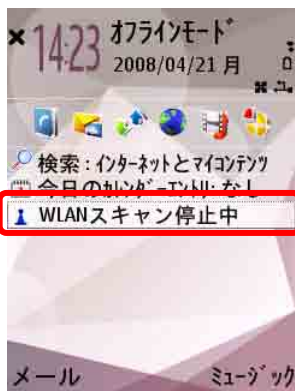 14:23
オフラインモード
2008/04/21 月
検索 : インターネットとマイコンテンツ
今日のカレンダーエントリ: なし
WLANスキャン停止中
メール
ミュージック